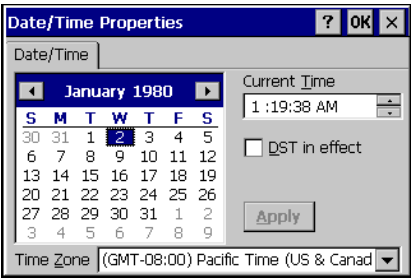 Date/Time Properties ? OK ×
Date/Time
January 1980
S M T W T F S
30 31 1 2 3 4 5
6 7 8 9 10 11 12
13 14 15 16 17 18 19
20 21 22 23 24 25 26
27 28 29 30 31 1 2
3 4 5 6 7 8 9
Current Time
1 :19:38 AM
DST in effect
Apply
Time Zone (GMT-08:00) Pacific Time (US & Canad